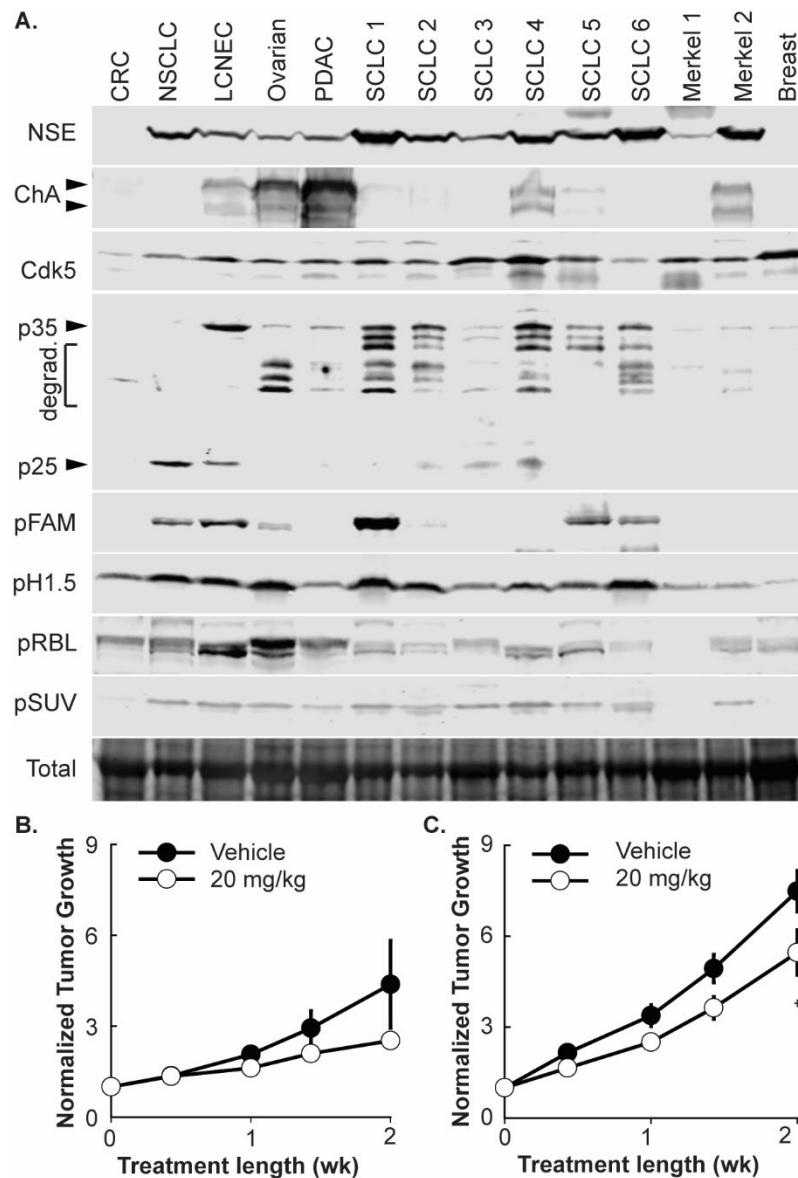 A.
CRC NSCLC LCNEC Ovarian PDAC SCLC 1 SCLC 2 SCLC 3 SCLC 4 SCLC 5 SCLC 6 Merkel 1 Merkel 2 Breast
NSE
ChA
Cdk5
p35
degrad.
p25
pFAM
pH1.5
pRBL
pSUV
Total
B.
Normalized Tumor Growth
9
6
3
0
Vehicle
20 mg/kg
0 1 2
Treatment length (wk)
C.
Normalized Tumor Growth
9
6
3
0
Vehicle
20 mg/kg
*
0 1 2
Treatment length (wk)